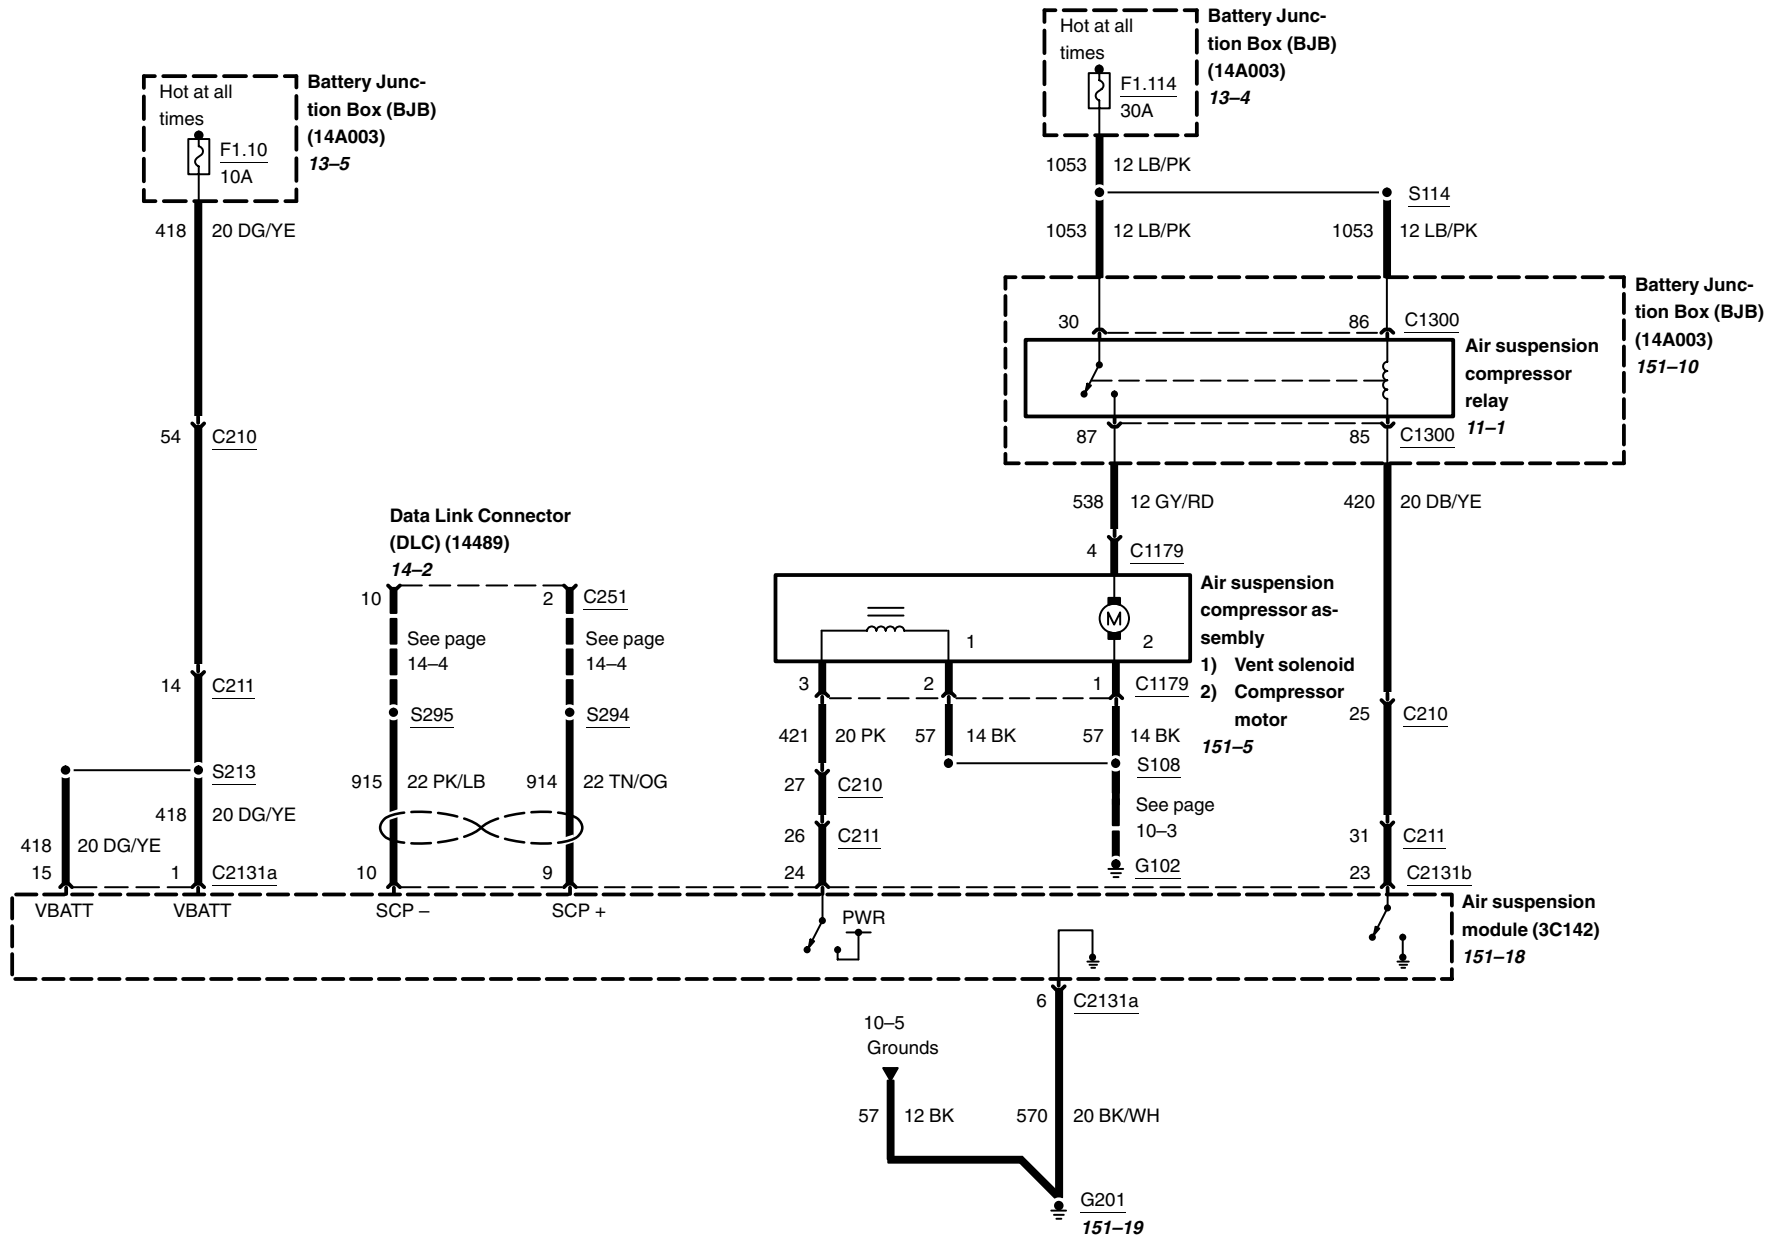 Hot at all
times
F1.114
30A
Battery Junc-
tion Box (BJB)
(14A003)
13–4
Hot at all
times
F1.10
10A
Battery Junc-
tion Box (BJB)
(14A003)
13–5
1053 12 LB/PK
S114
418 20 DG/YE
1053 12 LB/PK
1053 12 LB/PK
Battery Junc-
tion Box (BJB)
(14A003)
151–10
30
86 C1300
Air suspension
compressor
relay
11–1
87
85 C1300
54 C210
538 12 GY/RD
420 20 DB/YE
Data Link Connector
(DLC) (14489)
14–2
4 C1179
10
2 C251
See page
14–4
See page
14–4
M
1
2
Air suspension
compressor as-
sembly
1) Vent solenoid
2) Compressor
motor
151–5
14 C211
3
2
1 C1179
S295
S294
25 C210
421 20 PK
57 14 BK
57 14 BK
S213
S108
915 22 PK/LB
914 22 TN/OG
27 C210
418 20 DG/YE
See page
10–3
418 20 DG/YE
26 C211
31 C211
G102
15
1 C2131a
10
9
24
23 C2131b
VBATT
VBATT
SCP –
SCP +
PWR
Air suspension
module (3C142)
151–18
6 C2131a
10–5
Grounds
57 12 BK
570 20 BK/WH
G201
151–19